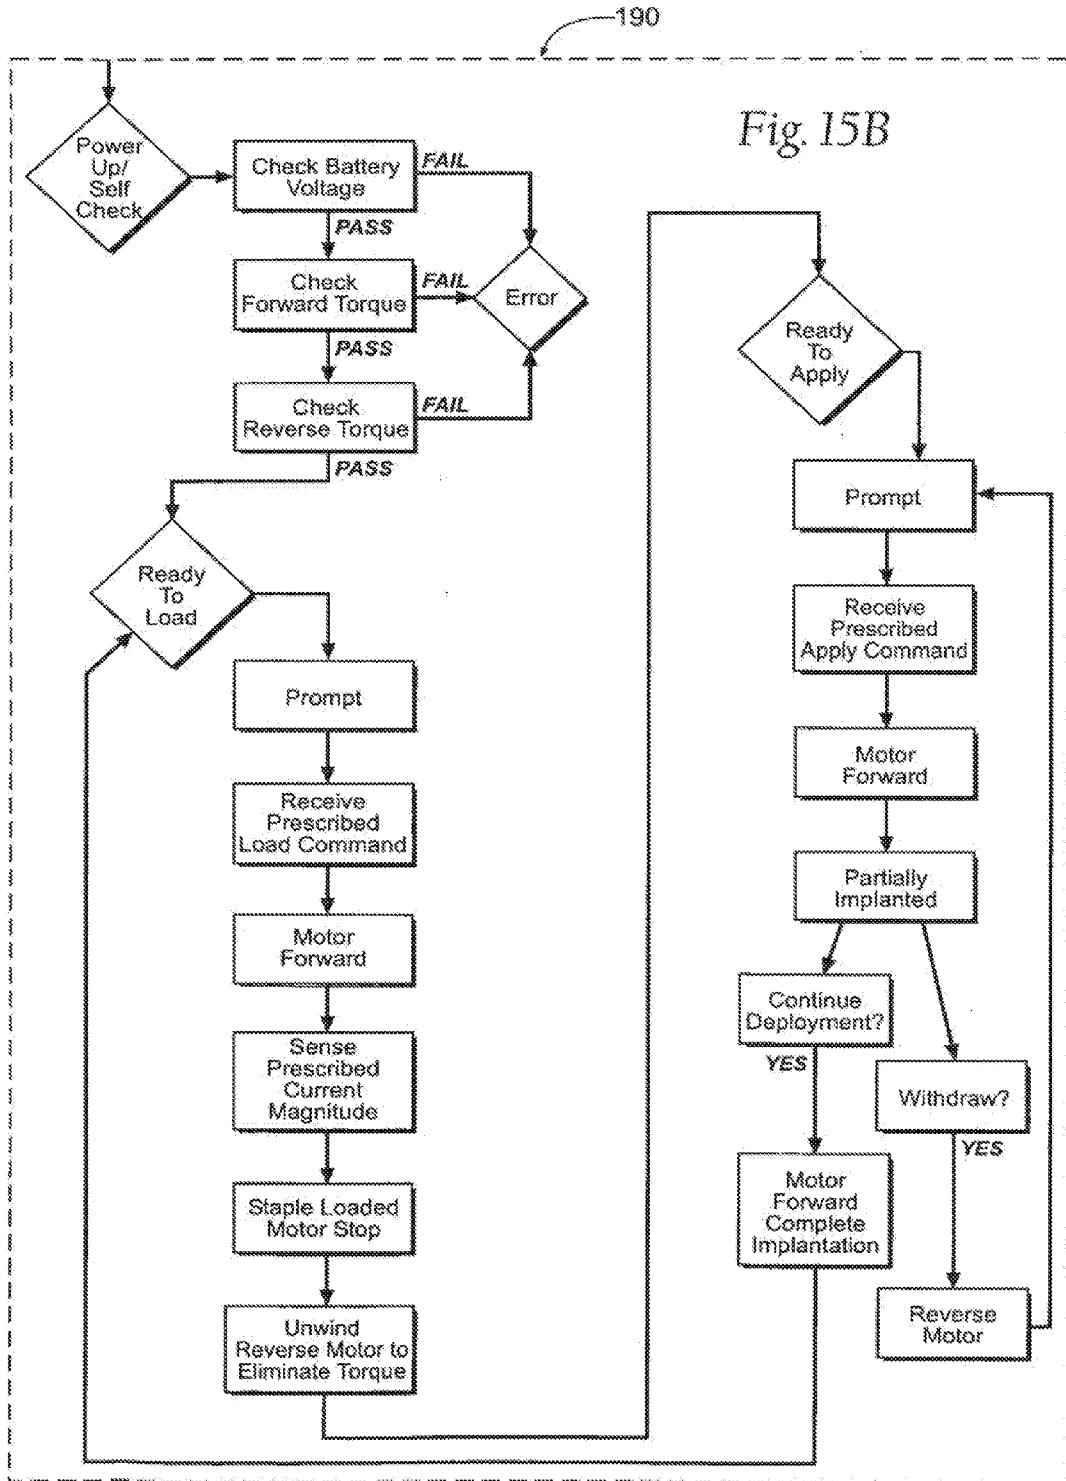 190
Fig. 15B
Power
Up/
Self
Check
Check Battery
Voltage
FAIL
PASS
Check
Forward Torque
FAIL
Error
PASS
Check
Reverse Torque
FAIL
PASS
Ready
To
Load
Prompt
Receive
Prescribed
Load Command
Motor
Forward
Sense
Prescribed
Current
Magnitude
Staple Loaded
Motor Stop
Unwind
Reverse Motor to
Eliminate Torque
Ready
To
Apply
Prompt
Receive
Prescribed
Apply Command
Motor
Forward
Partially
Implanted
Continue
Deployment?
YES
Withdraw?
YES
Motor
Forward
Complete
Implantation
Reverse
Motor